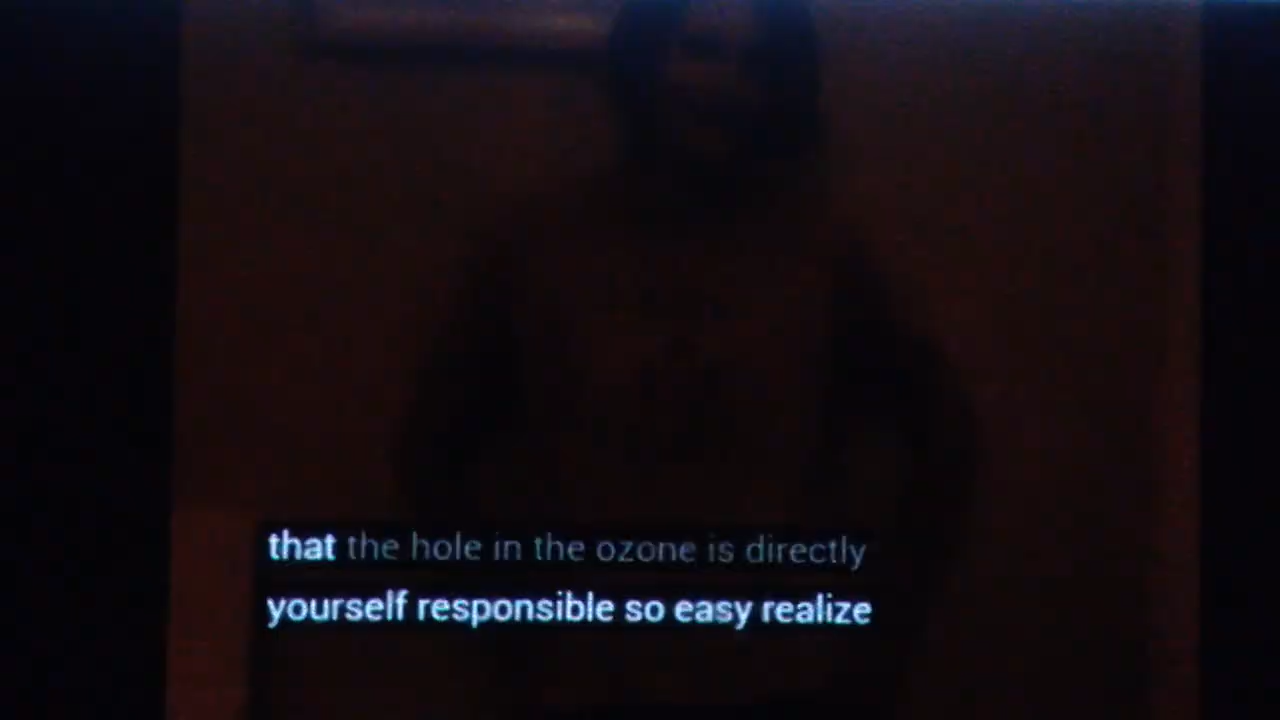 that the hole in the ozone is directly
yourself responsible so easy realize